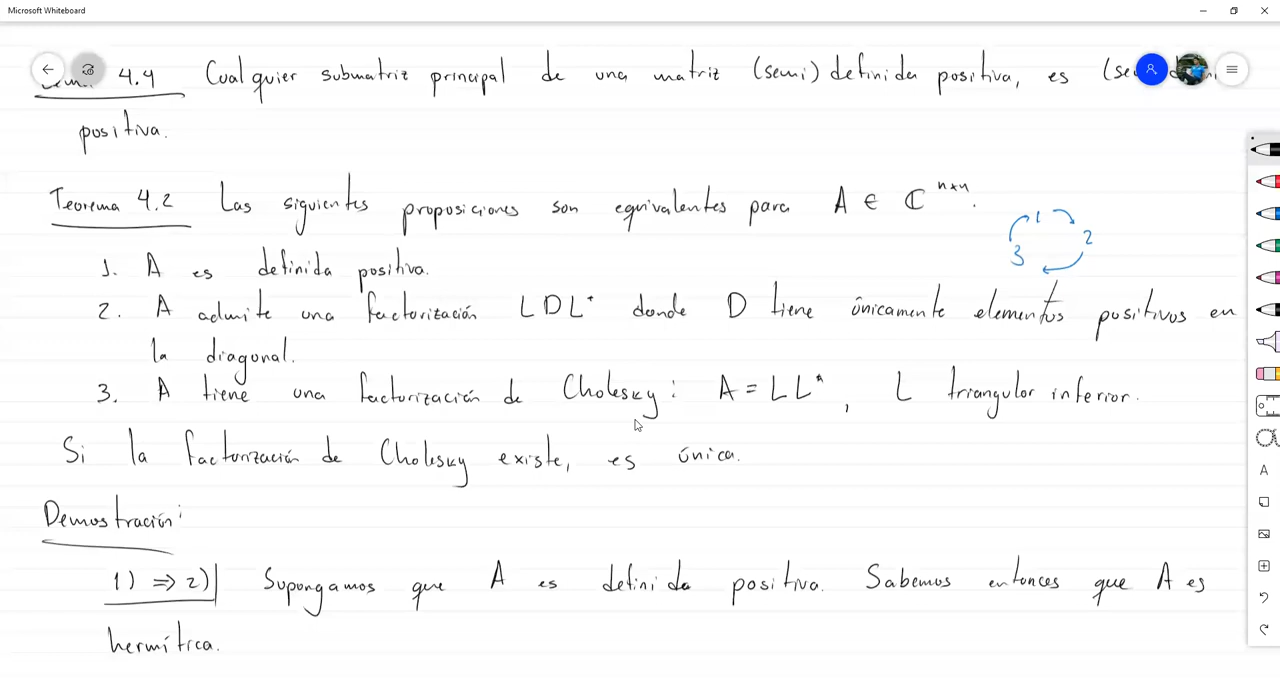 Microsoft Whiteboard
4.4 Cualquier submatriz principal de una matriz (semi) definida positiva, es
positiva.
Teorema 4.2 Las siguientes proposiciones son equivalentes para A ∈ ℂⁿˣⁿ.
1 2 3
1. A es definida positiva.
2. A admite una factorización LDL* donde D tiene únicamente elementos positivos en
la diagonal.
3. A tiene una factorización de Cholesky: A = LL*, L triangular inferior.
Si la factorización de Cholesky existe, es única.
Demostración:
1) ⇒ 2)| Supongamos que A es definida positiva. Sabemos entonces que A es
hermítica.
A